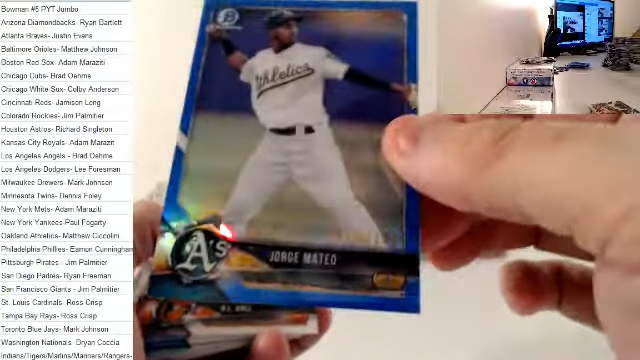 Bowman #5 PYT Jumbo
Arizona Diamondbacks- Ryan Bartlett
Atlanta Braves- Justin Evans
Baltimore Orioles- Matthew Johnson
Boston Red Sox- Adam Maraziti
Chicago Cubs- Brad Oehme
Chicago White Sox- Colby Anderson
Cincinnati Reds- Jamison Long
Colorado Rockies- Jim Palmitier
Houston Astros- Richard Singleton
Kansas City Royals- Adam Marazit
Los Angeles Angels- Brad Oehme
Los Angeles Dodgers- Lee Foresman
Milwaukee Brewers- Mark Johnson
Minnesota Twins- Dennis Foley
New York Mets- Adam Maraziti
New York Yankees-Paul Fogarty
Oakland Athletics- Matthew Ciccolini
Philadelphia Phillies- Eamon Cunningham
Pittsburgh Pirates- Jim Palmitier
San Diego Padres- Ryan Freeman
San Francisco Giants- Jim Palmitier
St. Louis Cardinals- Ross Crisp
Tampa Bay Rays- Ross Crisp
Toronto Blue Jays- Mark Johnson
Washington Nationals- Bryan Coccia
Indians/Tigers/Marlins/Mariners/Rangers-
Athletics
A's
JORGE MATEO